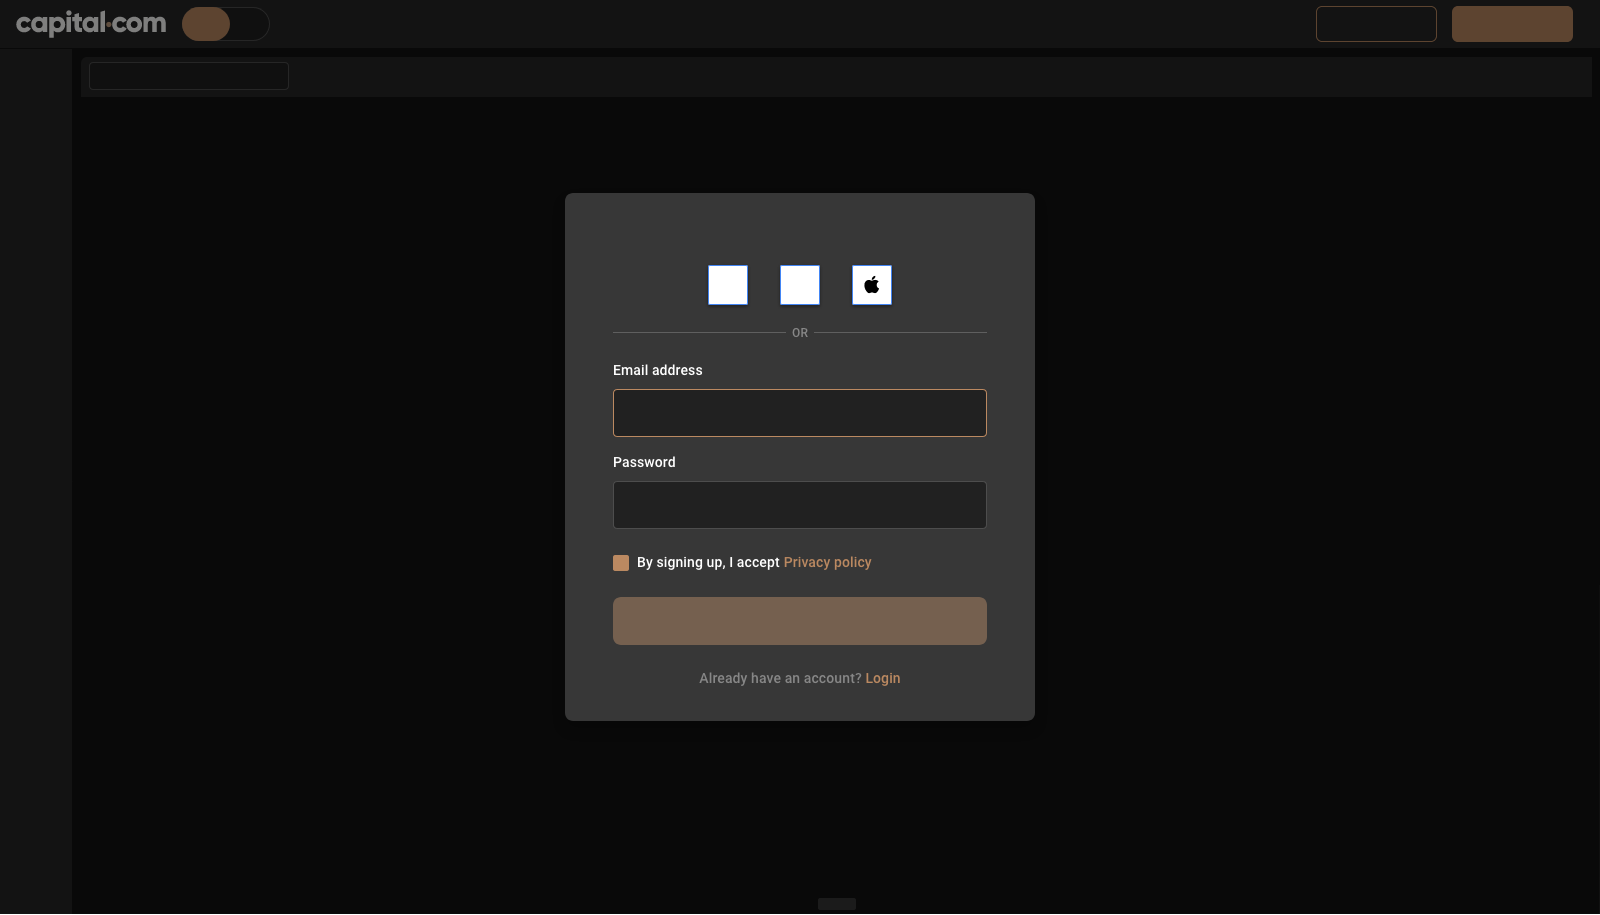 capital.com
OR
Email address
Password
By signing up, I accept Privacy policy
Already have an account? Login